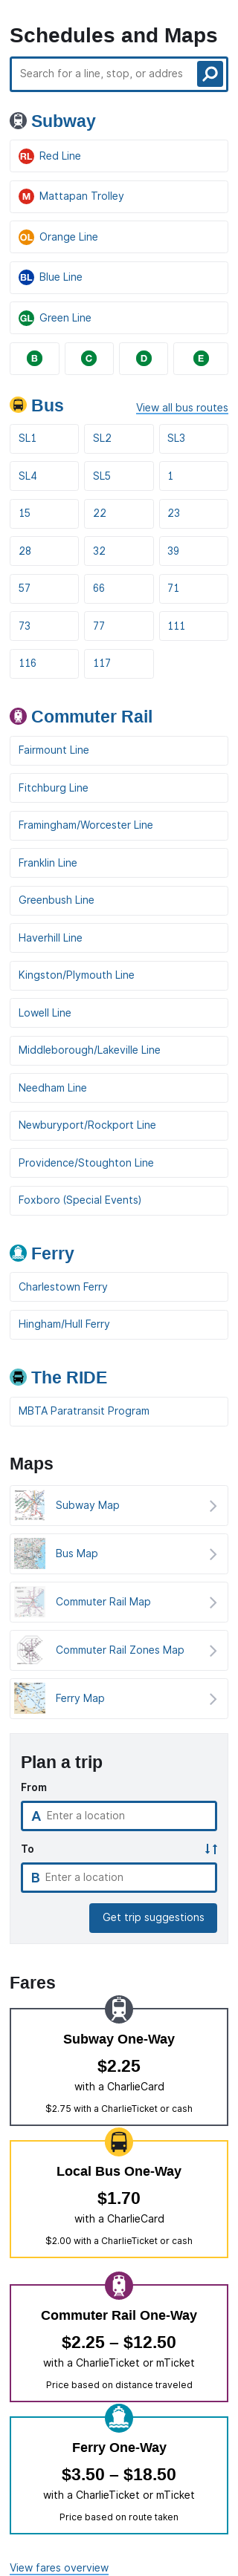 Schedules and Maps
Search for a line, stop, or addres
Subway
RL Red Line
M Mattapan Trolley
OL Orange Line
BL Blue Line
GL Green Line
B C D E
Bus View all bus routes
SL1 SL2 SL3
SL4 SL5 1
15 22 23
28 32 39
57 66 71
73 77 111
116 117
Commuter Rail
Fairmount Line
Fitchburg Line
Framingham/Worcester Line
Franklin Line
Greenbush Line
Haverhill Line
Kingston/Plymouth Line
Lowell Line
Middleborough/Lakeville Line
Needham Line
Newburyport/Rockport Line
Providence/Stoughton Line
Foxboro (Special Events)
Ferry
Charlestown Ferry
Hingham/Hull Ferry
The RIDE
MBTA Paratransit Program
Maps
Subway Map
Bus Map
Commuter Rail Map
Commuter Rail Zones Map
Ferry Map
Plan a trip
From
A Enter a location
To
B Enter a location
Get trip suggestions
Fares
Subway One-Way
$2.25
with a CharlieCard
$2.75 with a CharlieTicket or cash
Local Bus One-Way
$1.70
with a CharlieCard
$2.00 with a CharlieTicket or cash
Commuter Rail One-Way
$2.25 – $12.50
with a CharlieTicket or mTicket
Price based on distance traveled
Ferry One-Way
$3.50 – $18.50
with a CharlieTicket or mTicket
Price based on route taken
View fares overview